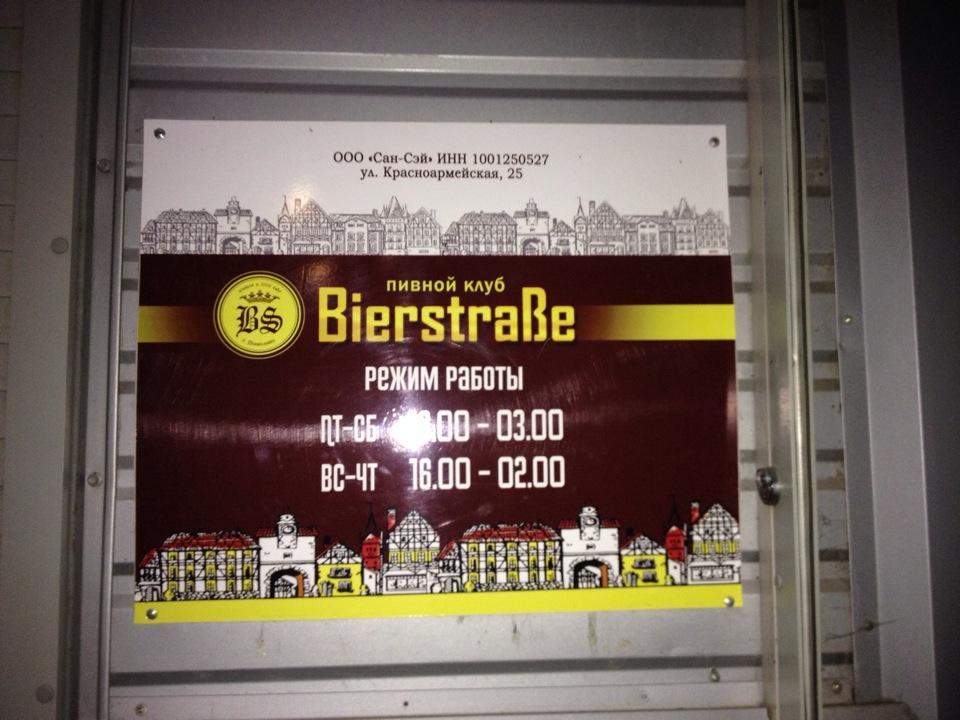 ООО «Сан-Сэй» ИНН 1001250527
ул. Красноармейская, 25
BS
пивной клуб
Bierstraße
режим работы
ПТ-СБ - 03.00
ВС-ЧТ 16.00 - 02.00